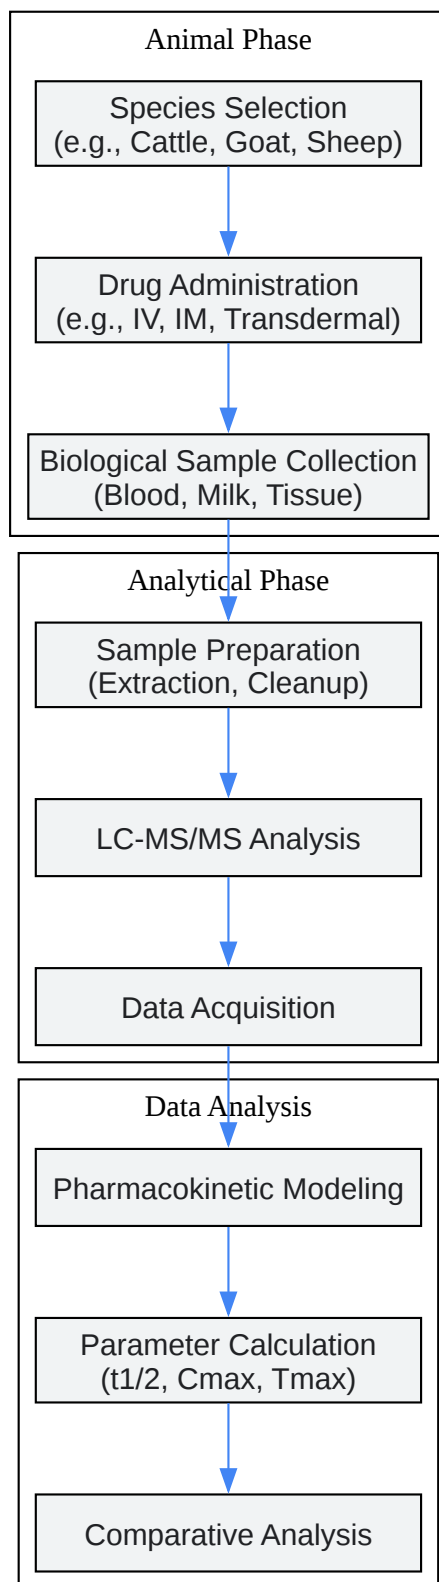 Animal Phase
Species Selection
(e.g., Cattle, Goat, Sheep)
Drug Administration
(e.g., IV, IM, Transdermal)
Biological Sample Collection
(Blood, Milk, Tissue)
Analytical Phase
Sample Preparation
(Extraction, Cleanup)
LC-MS/MS Analysis
Data Acquisition
Data Analysis
Pharmacokinetic Modeling
Parameter Calculation
(t1/2, Cmax, Tmax)
Comparative Analysis